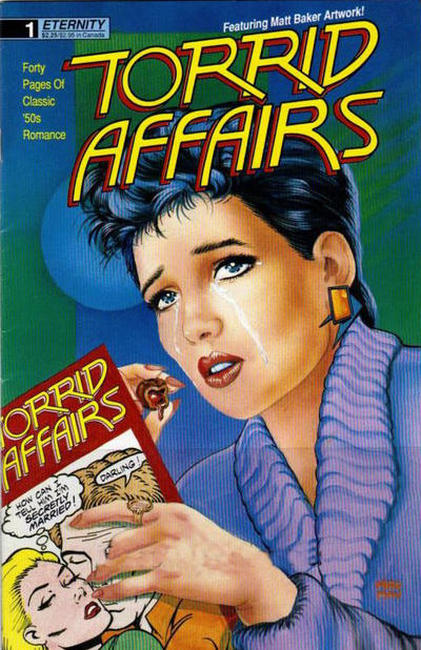 1
ETERNITY
$2.25/$2.95 in Canada
Featuring Matt Baker Artwork!
Forty
Pages Of
Classic
'50s
Romance
TORRID
AFFAIRS
TORRID
AFFAIRS
HOW CAN I
TELL HIM I'M
SECRETLY
MARRIED!
DARLING!